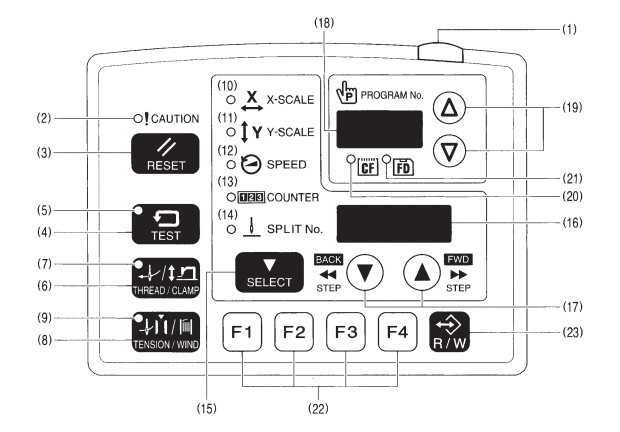 (18)
(1)
(10)
X X-SCALE
P PROGRAM No.
(19)
(2)
! CAUTION
(11)
Y Y-SCALE
(3)
RESET
(12)
SPEED
CF
FD
(21)
(20)
(13)
123 COUNTER
(5)
(4)
TEST
(14)
SPLIT No.
(16)
(7)
(6)
THREAD / CLAMP
SELECT
BACK
STEP
FWD
STEP
(17)
(9)
(8)
TENSION / WIND
F1
F2
F3
F4
R / W
(23)
(15)
(22)